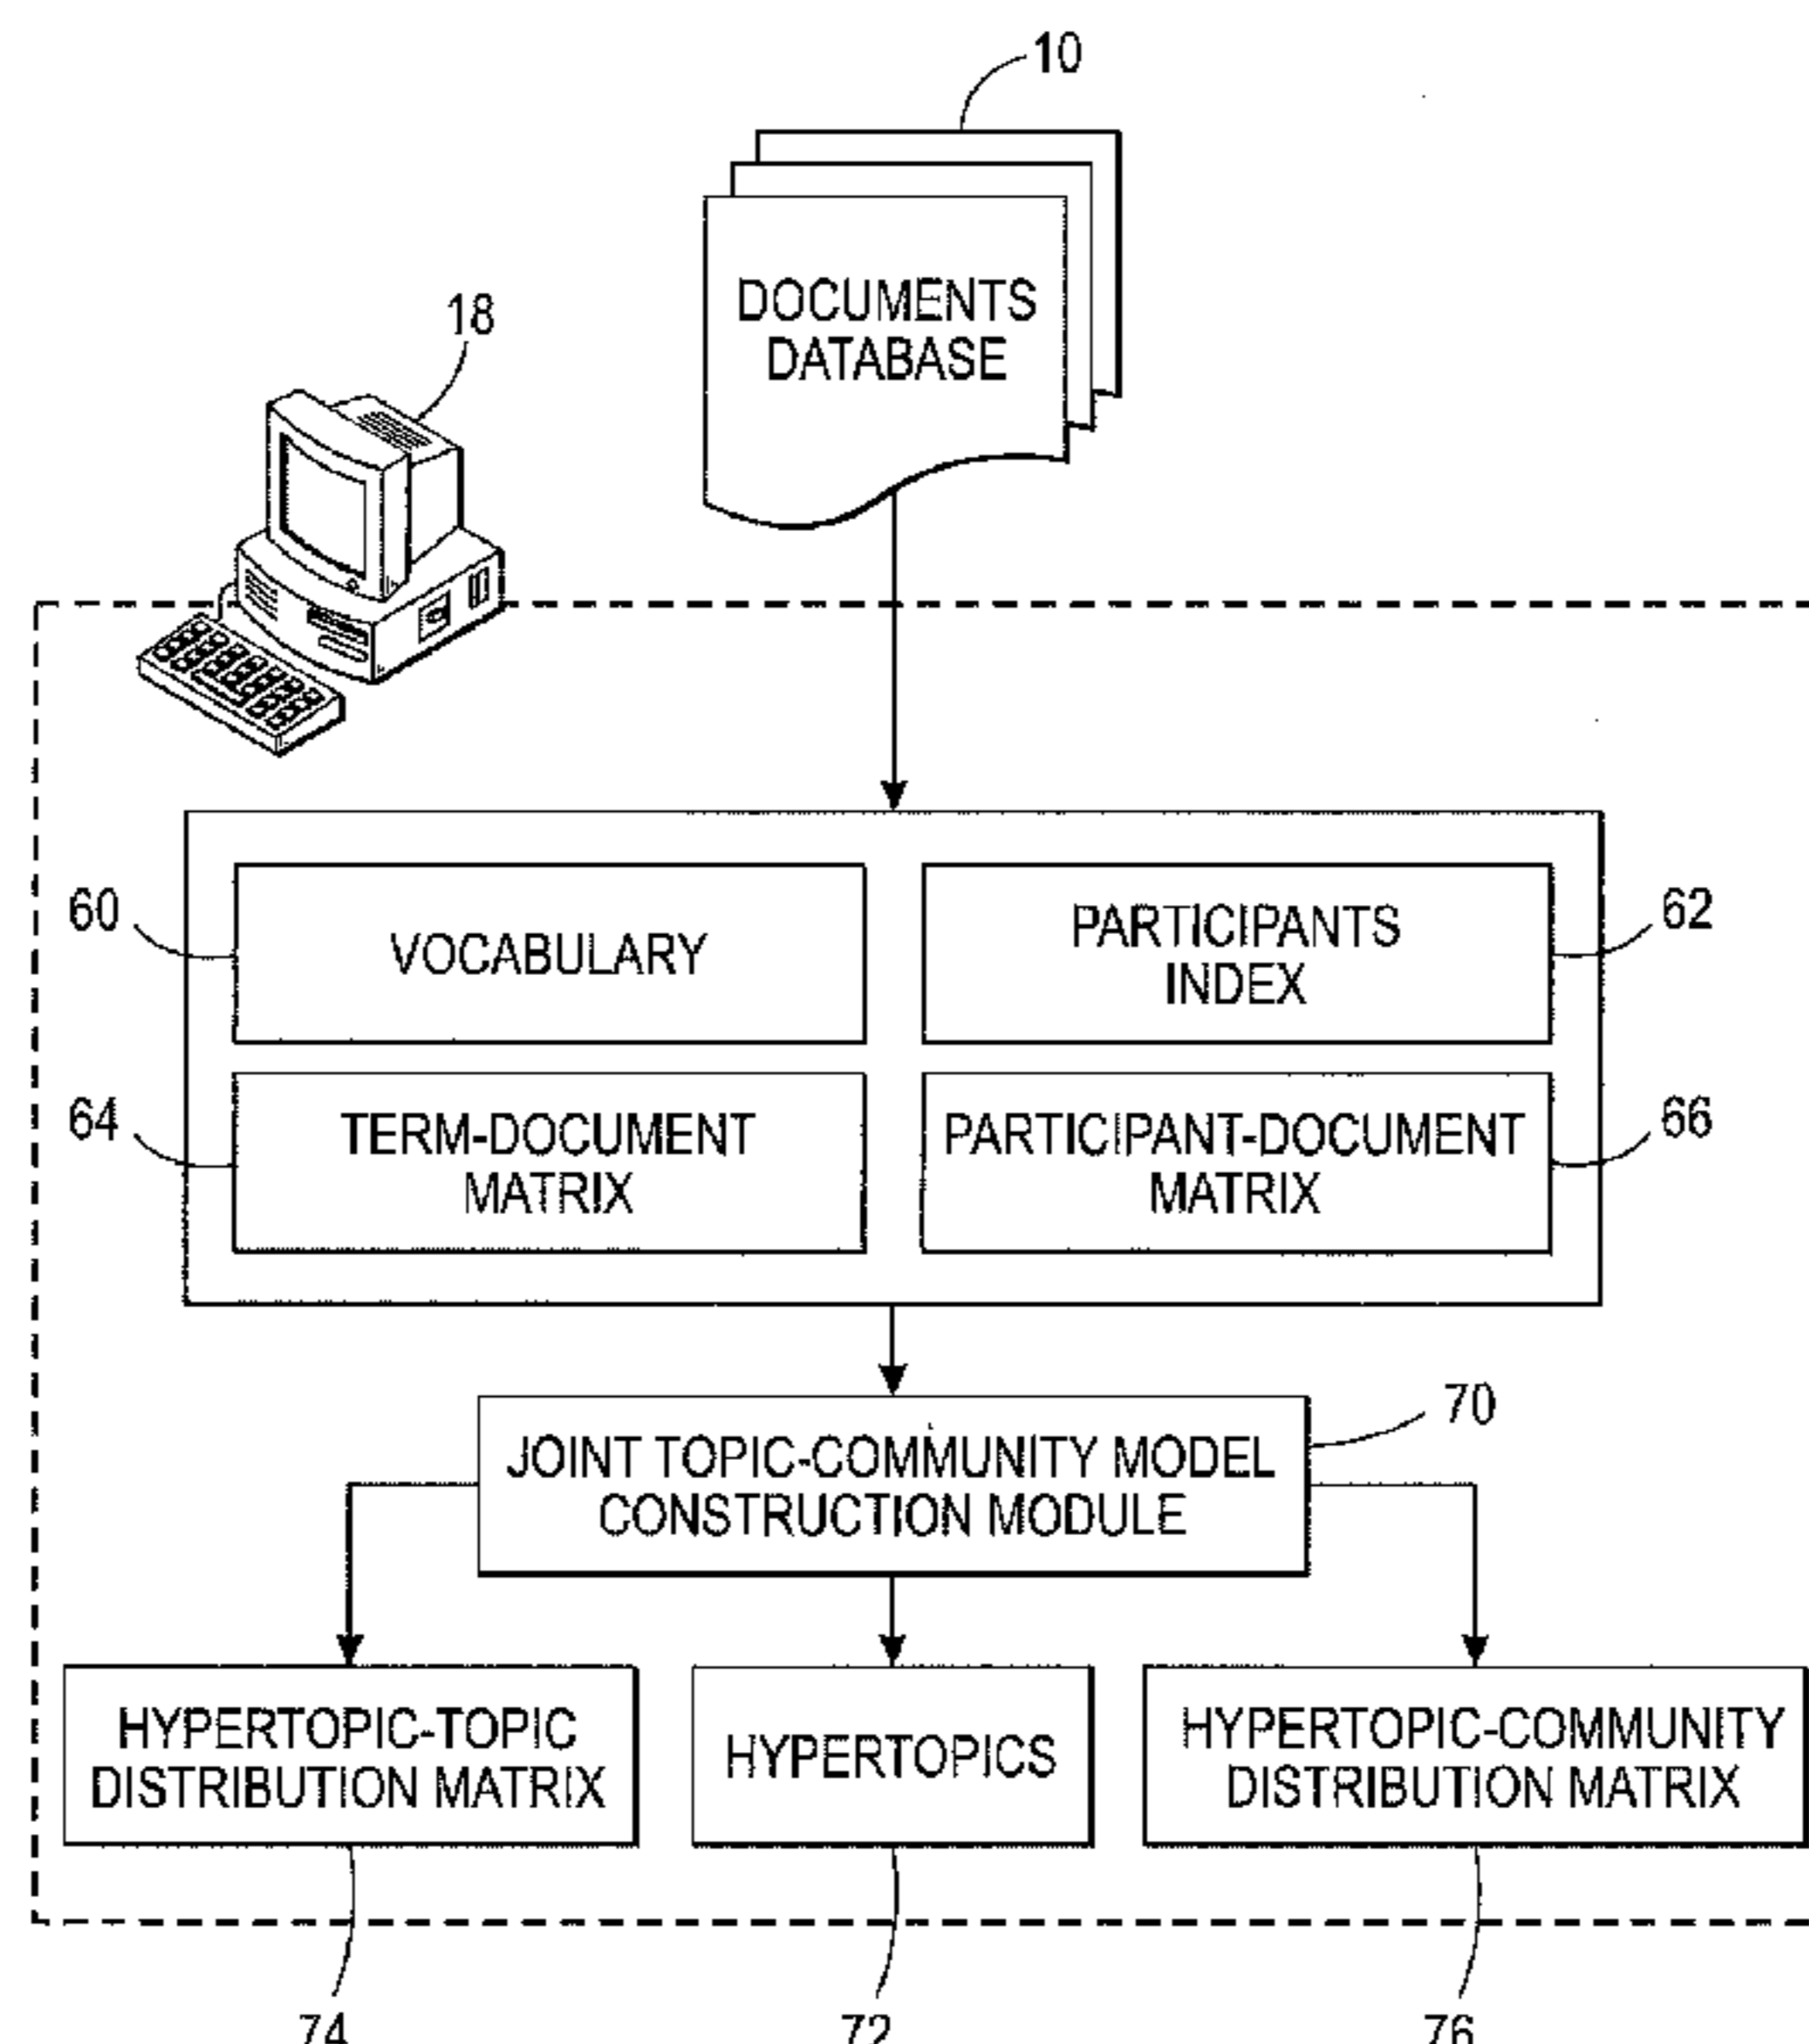 10
DOCUMENTS
DATABASE
18
60
VOCABULARY
PARTICIPANTS
INDEX
62
64
TERM-DOCUMENT
MATRIX
PARTICIPANT-DOCUMENT
MATRIX
66
70
JOINT TOPIC-COMMUNITY MODEL
CONSTRUCTION MODULE
HYPERTOPIC-TOPIC
DISTRIBUTION MATRIX
HYPERTOPICS
HYPERTOPIC-COMMUNITY
DISTRIBUTION MATRIX
74
72
76